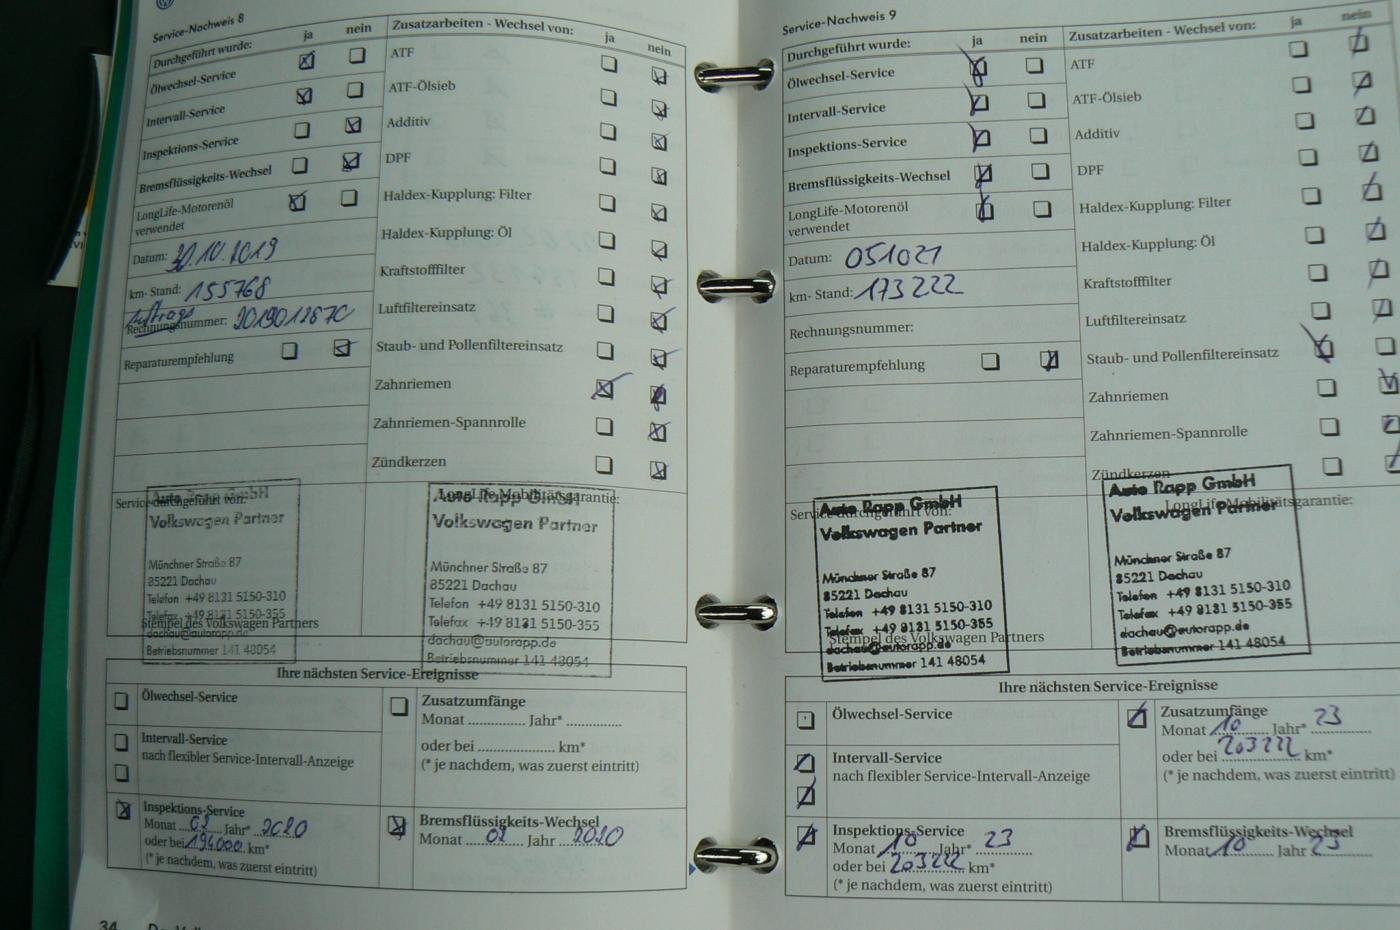 Service-Nachweis 8
Durchgeführt wurde: ja nein
Ölwechsel-Service
Intervall-Service
Inspektions-Service
Bremsflüssigkeits-Wechsel
LongLife-Motorenöl
verwendet
Datum: 30.10.2019
km- Stand: 155768
Auftrags
Rechnungsnummer:
Reparaturempfehlung
Zusatzarbeiten - Wechsel von: ja nein
ATF
ATF-Ölsieb
Additiv
DPF
Haldex-Kupplung: Filter
Haldex-Kupplung: Öl
Kraftstofffilter
Luftfiltereinsatz
Staub- und Pollenfiltereinsatz
Zahnriemen
Zahnriemen-Spannrolle
Zündkerzen
Service durchgeführt von:
Auto Rapp GmbH
Volkswagen Partner
Münchner Straße 87
85221 Dachau
Telefon +49 8131 5150-310
Telefax +49 8131 5150-355
Stempel des Volkswagen Partners
dachau@autorapp.de
Betriebsnummer 141 48054
LongLife Mobilitätsgarantie:
Auto Rapp GmbH
Volkswagen Partner
Münchner Straße 87
85221 Dachau
Telefon +49 8131 5150-310
Telefax +49 8131 5150-355
dachau@autorapp.de
Betriebsnummer 141 48054
Ihre nächsten Service-Ereignisse
Ölwechsel-Service
Intervall-Service
nach flexibler Service-Intervall-Anzeige
Inspektions-Service
Monat Jahr* 2020
oder bei 194000 km*
(* je nachdem, was zuerst eintritt)
Zusatzumfänge
Monat Jahr*
oder bei km*
(* je nachdem, was zuerst eintritt)
Bremsflüssigkeits-Wechsel
Monat Jahr 2020
34
Service-Nachweis 9
Durchgeführt wurde: ja nein
Ölwechsel-Service
Intervall-Service
Inspektions-Service
Bremsflüssigkeits-Wechsel
LongLife-Motorenöl
verwendet
Datum: 051021
km- Stand: 173222
Rechnungsnummer:
Reparaturempfehlung
Zusatzarbeiten - Wechsel von: ja nein
ATF
ATF-Ölsieb
Additiv
DPF
Haldex-Kupplung: Filter
Haldex-Kupplung: Öl
Kraftstofffilter
Luftfiltereinsatz
Staub- und Pollenfiltereinsatz
Zahnriemen
Zahnriemen-Spannrolle
Zündkerzen
Service durchgeführt von:
Auto Rapp GmbH
Volkswagen Partner
Münchner Straße 87
85221 Dachau
Telefon +49 8131 5150-310
Telefax +49 8131 5150-355
Stempel des Volkswagen Partners
dachau@autorapp.de
Betriebsnummer 141 48054
LongLife Mobilitätsgarantie:
Auto Rapp GmbH
Volkswagen Partner
Münchner Straße 87
85221 Dachau
Telefon +49 8131 5150-310
Telefax +49 8131 5150-355
dachau@autorapp.de
Betriebsnummer 141 48054
Ihre nächsten Service-Ereignisse
Ölwechsel-Service
Intervall-Service
nach flexibler Service-Intervall-Anzeige
Inspektions-Service
Monat 10 Jahr* 23
oder bei 203222 km*
(* je nachdem, was zuerst eintritt)
Zusatzumfänge
Monat 10 Jahr* 23
oder bei 203222 km*
(* je nachdem, was zuerst eintritt)
Bremsflüssigkeits-Wechsel
Monat 10 Jahr 23